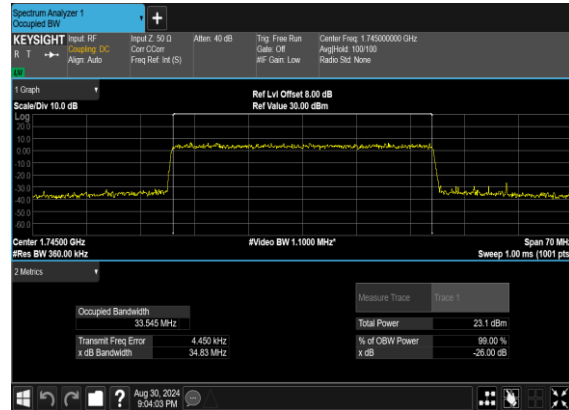 Spectrum Analyzer 1
Occupied BW
+
KEYSIGHT Input: RF Input Z: 50 Ω Atten: 40 dB Trig: Free Run Center Freq: 1.745000000 GHz
R T Coupling: DC Corr CCorr Gate: Off Avg|Hold: 100/100
Align: Auto Freq Ref: Int (S) #IF Gain: Low Radio Std: None
LW
1 Graph Ref Lvl Offset 8.00 dB
Scale/Div 10.0 dB Ref Value 30.00 dBm
Log
20.0
10.0
0.00
-10.0
-20.0
-30.0
-40.0
-50.0
-60.0
Center 1.74500 GHz #Video BW 1.1000 MHz* Span 70 MHz
#Res BW 360.00 kHz Sweep 1.00 ms (1001 pts
2 Metrics
Measure Trace Trace 1
Occupied Bandwidth
33.545 MHz Total Power 23.1 dBm
Transmit Freq Error 4.450 kHz % of OBW Power 99.00 %
x dB Bandwidth 34.83 MHz x dB -26.00 dB
? Aug 30, 2024
9:04:03 PM